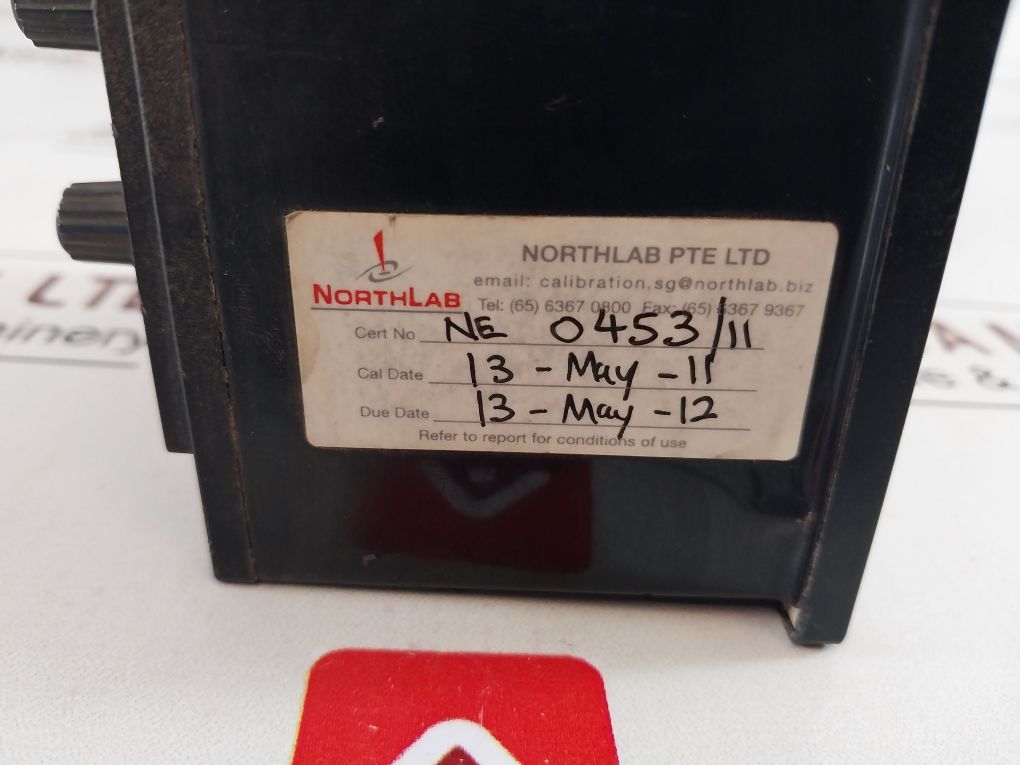 NORTHLAB
NORTHLAB PTE LTD
email: calibration.sg@northlab.biz
Tel: (65) 6367 0800 Fax: (65) 6367 9367
Cert No NE 0453/11
Cal Date 13 - May - 11
Due Date 13 - May - 12
Refer to report for conditions of use